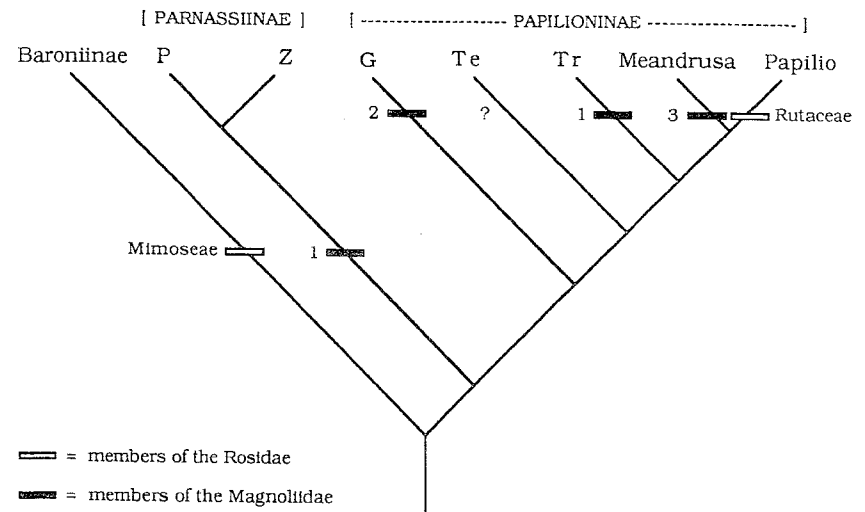 [ PARNASSIINAE ] [ -------------------- PAPILIONINAE -------------------- ]
Baroniinae P Z G Te Tr Meandrusa Papilio
2 ? 1 3 Rutaceae
Mimoseae 1
= members of the Rosidae
= members of the Magnoliidae